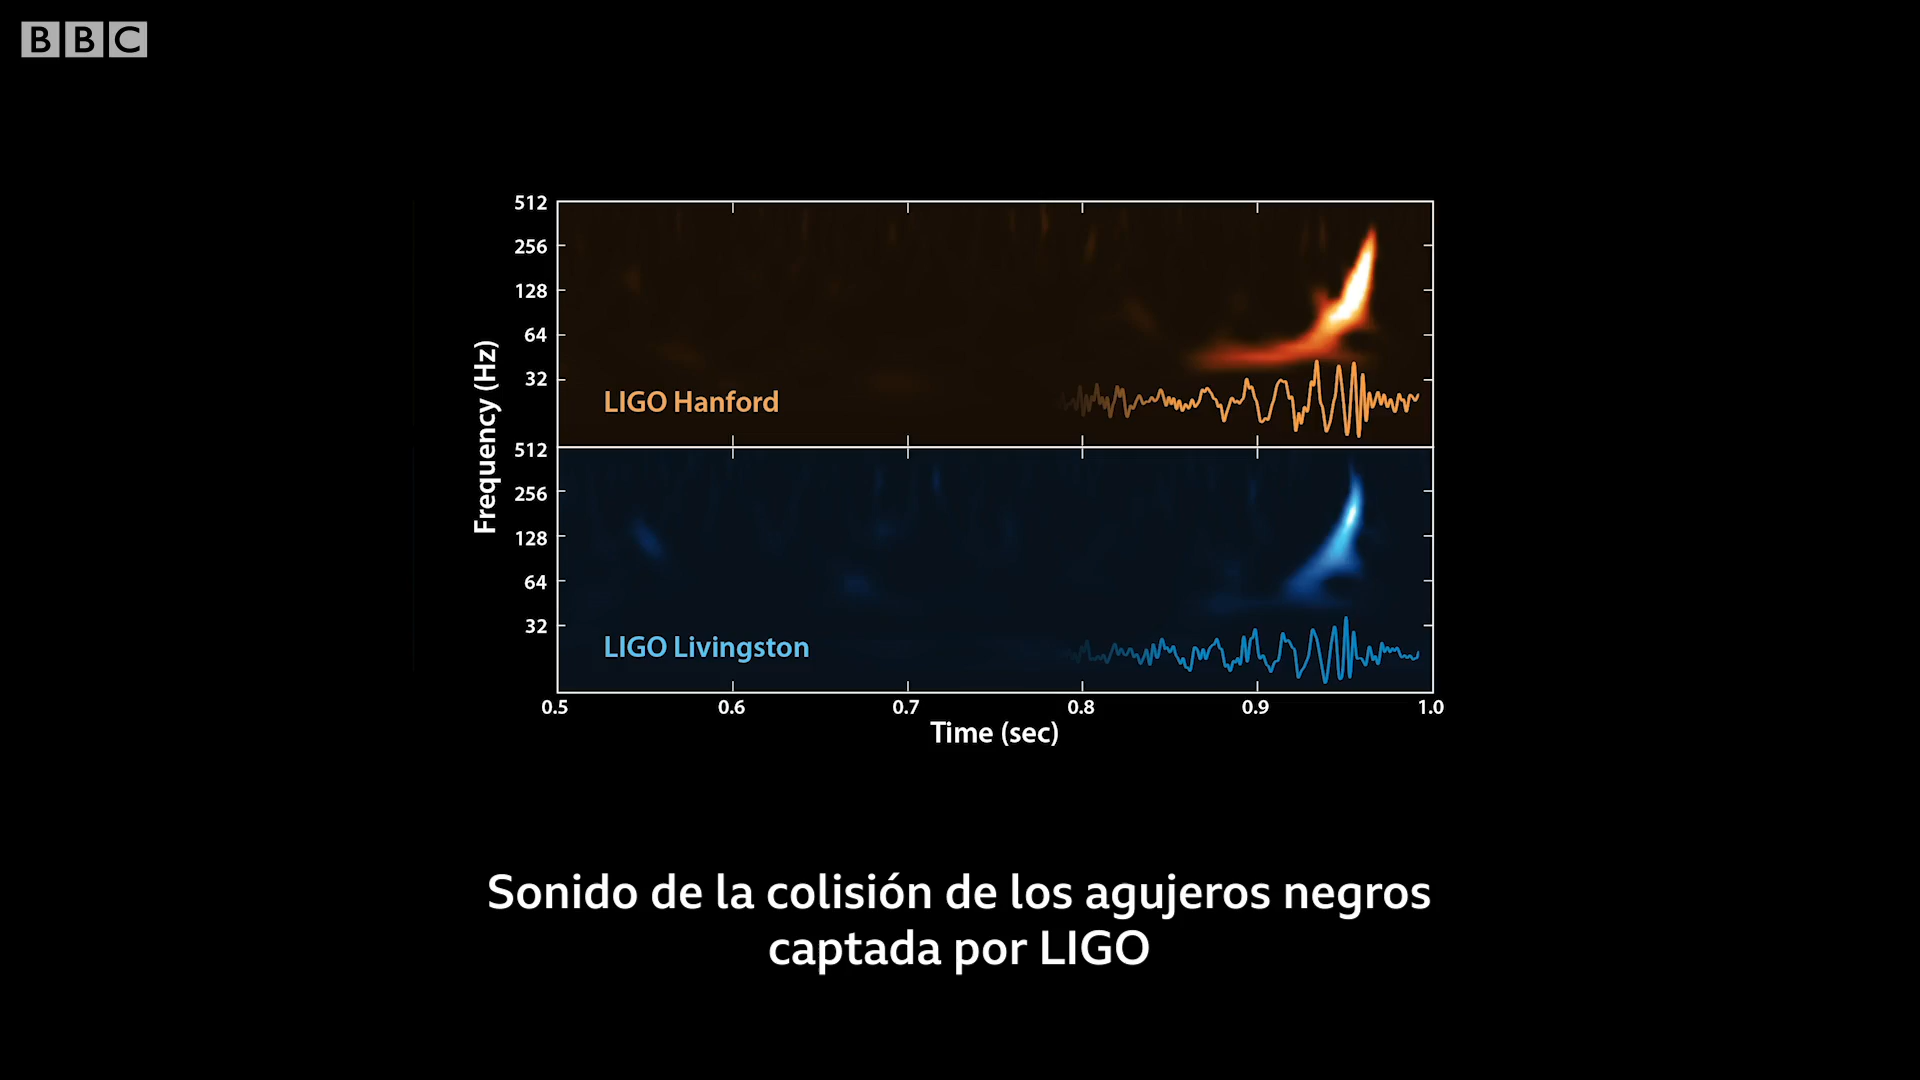 BBC
512
256
128
64
32
LIGO Hanford
Frequency (Hz)
512
256
128
64
32
LIGO Livingston
0.5 0.6 0.7 0.8 0.9 1.0
Time (sec)
Sonido de la colisión de los agujeros negros
captada por LIGO